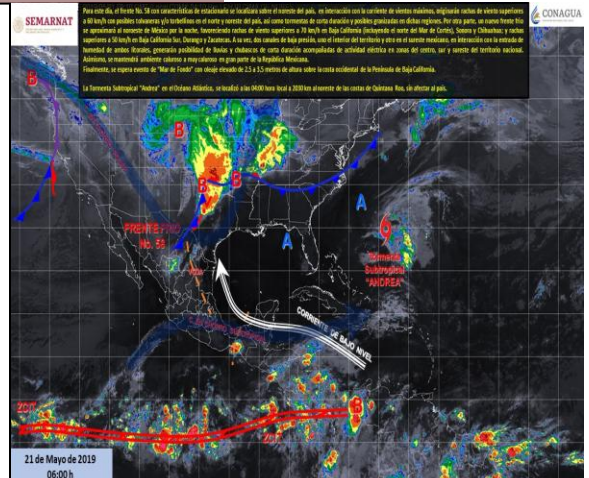 SEMARNAT
CONAGUA
Para este día, el frente No. 58 con características de estacionario se localizara sobre el noreste del país, en interacción con la corriente de vientos máximos, originarán rachas de viento superiores
a 60 km/h con posibles tolvaneras y/o torbellinos en el norte y noreste del país, así como tormentas de corta duración y posibles granizadas en dichas regiones. Por otra parte, un nuevo frente frío
se aproximará al noroeste de México por la noche, favoreciendo rachas de viento superiores a 70 km/h en Baja California (incluyendo el norte del Mar de Cortés), Sonora y Chihuahua; y rachas
superiores a 50 km/h en Baja California Sur, Durango y Zacatecas. A su vez, dos canales de baja presión, uno el interior del territorio y otro en el sureste mexicano, en interacción con la entrada de
humedad de ambos litorales, generarán posibilidad de lluvias y chubascos de corta duración acompañadas de actividad eléctrica en zonas del centro, sur y sureste del territorio nacional.
Asimismo, se mantendrá ambiente caluroso a muy caluroso en gran parte de la República Mexicana.
Finalmente, se espera evento de "Mar de Fondo" con oleaje elevado de 2.5 a 3.5 metros de altura sobre la costa occidental de la Península de Baja California.
La Tormenta Subtropical "Andrea" en el Océano Atlántico, se localizó a las 04:00 hora local a 2030 km al noreste de las costas de Quintana Roo, sin afectar al país.
B
B
B
B
A
A
FRENTE FRIO
No. 58
Tormenta
Subtropical
"ANDREA"
CORRIENTE DE BAJO NIVEL
B
ZCIT
ZCIT
21 de Mayo de 2019
06:00 h